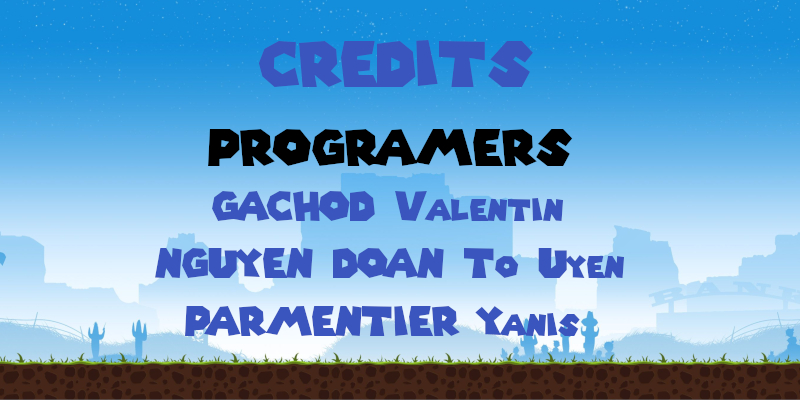 CREDITS
PROGRAMERS
GACHOD Valentin
NGUYEN DOAN To Uyen
PARMENTIER Yanis